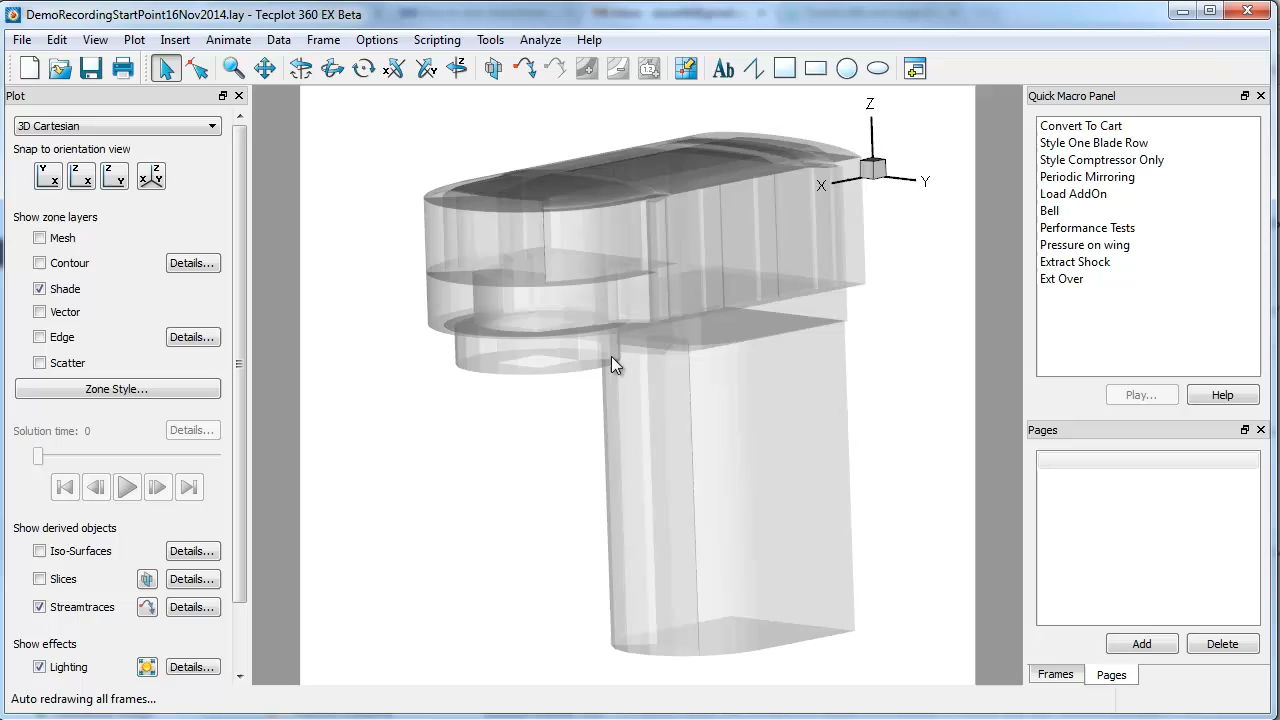 DemoRecordingStartPoint16Nov2014.lay - Tecplot 360 EX Beta
File Edit View Plot Insert Animate Data Frame Options Scripting Tools Analyze Help
Plot
3D Cartesian
Snap to orientation view
Show zone layers
Mesh
Contour Details...
Shade
Vector
Edge Details...
Scatter
Zone Style...
Solution time: 0 Details...
Show derived objects
Iso-Surfaces Details...
Slices Details...
Streamtraces Details...
Show effects
Lighting Details...
Auto redrawing all frames...
Z
X Y
Quick Macro Panel
Convert To Cart
Style One Blade Row
Style Comptressor Only
Periodic Mirroring
Load AddOn
Bell
Performance Tests
Pressure on wing
Extract Shock
Ext Over
Play... Help
Pages
Add Delete
Frames Pages